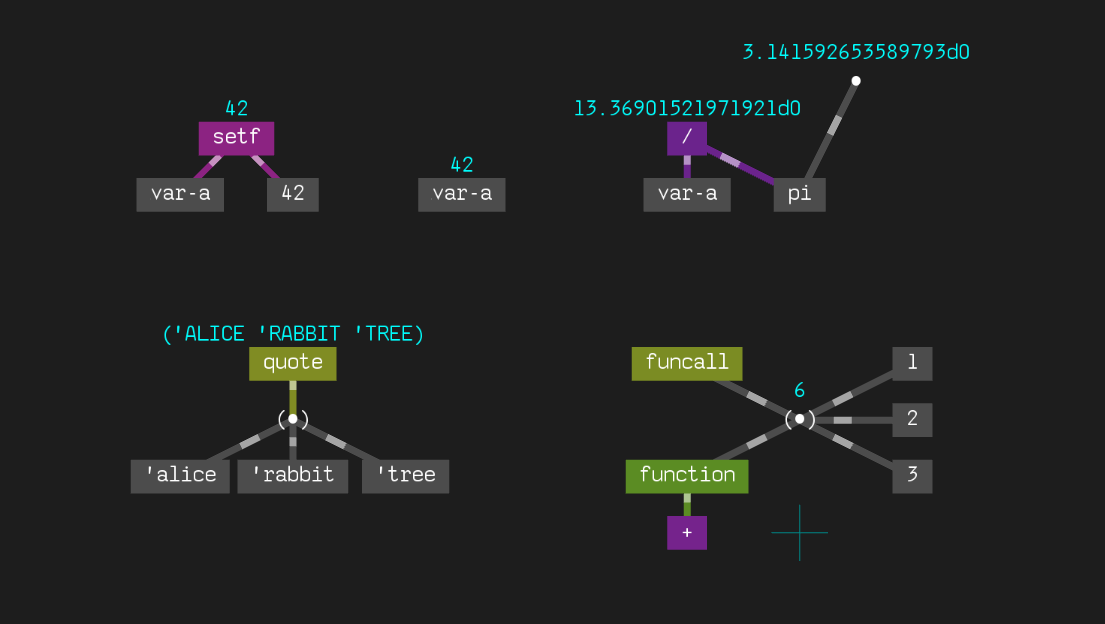 3.141592653589793d0
42
13.369015219719721d0
setf
/
42
var-a
42
var-a
var-a
pi
('ALICE 'RABBIT 'TREE)
quote
funcall
1
6
( )
( )
2
'alice
'rabbit
'tree
function
3
+